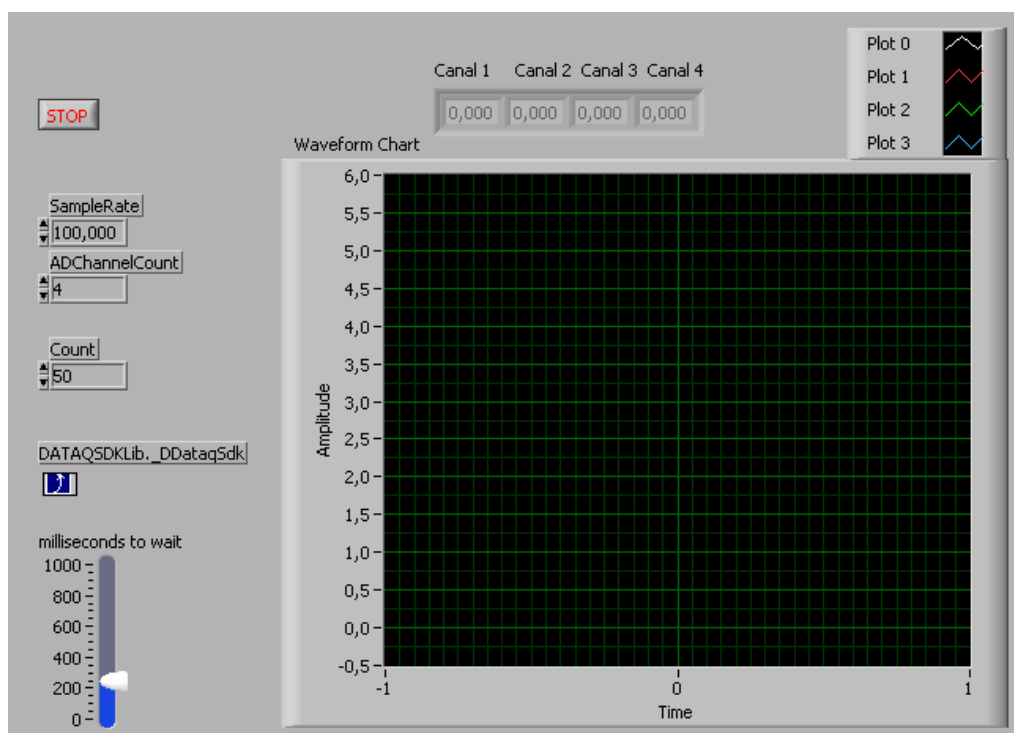 Plot 0
Canal 1 Canal 2 Canal 3 Canal 4
Plot 1
STOP
0,000 0,000 0,000 0,000
Plot 2
Waveform Chart
Plot 3
SampleRate
100,000
ADChannelCount
4
Count
50
DATAQSDKLib._DDataqSdk
milliseconds to wait
1000
800
600
400
200
0
6,0
5,5
5,0
4,5
4,0
3,5
3,0
2,5
2,0
1,5
1,0
0,5
0,0
-0,5
Amplitude
-1 0 1
Time